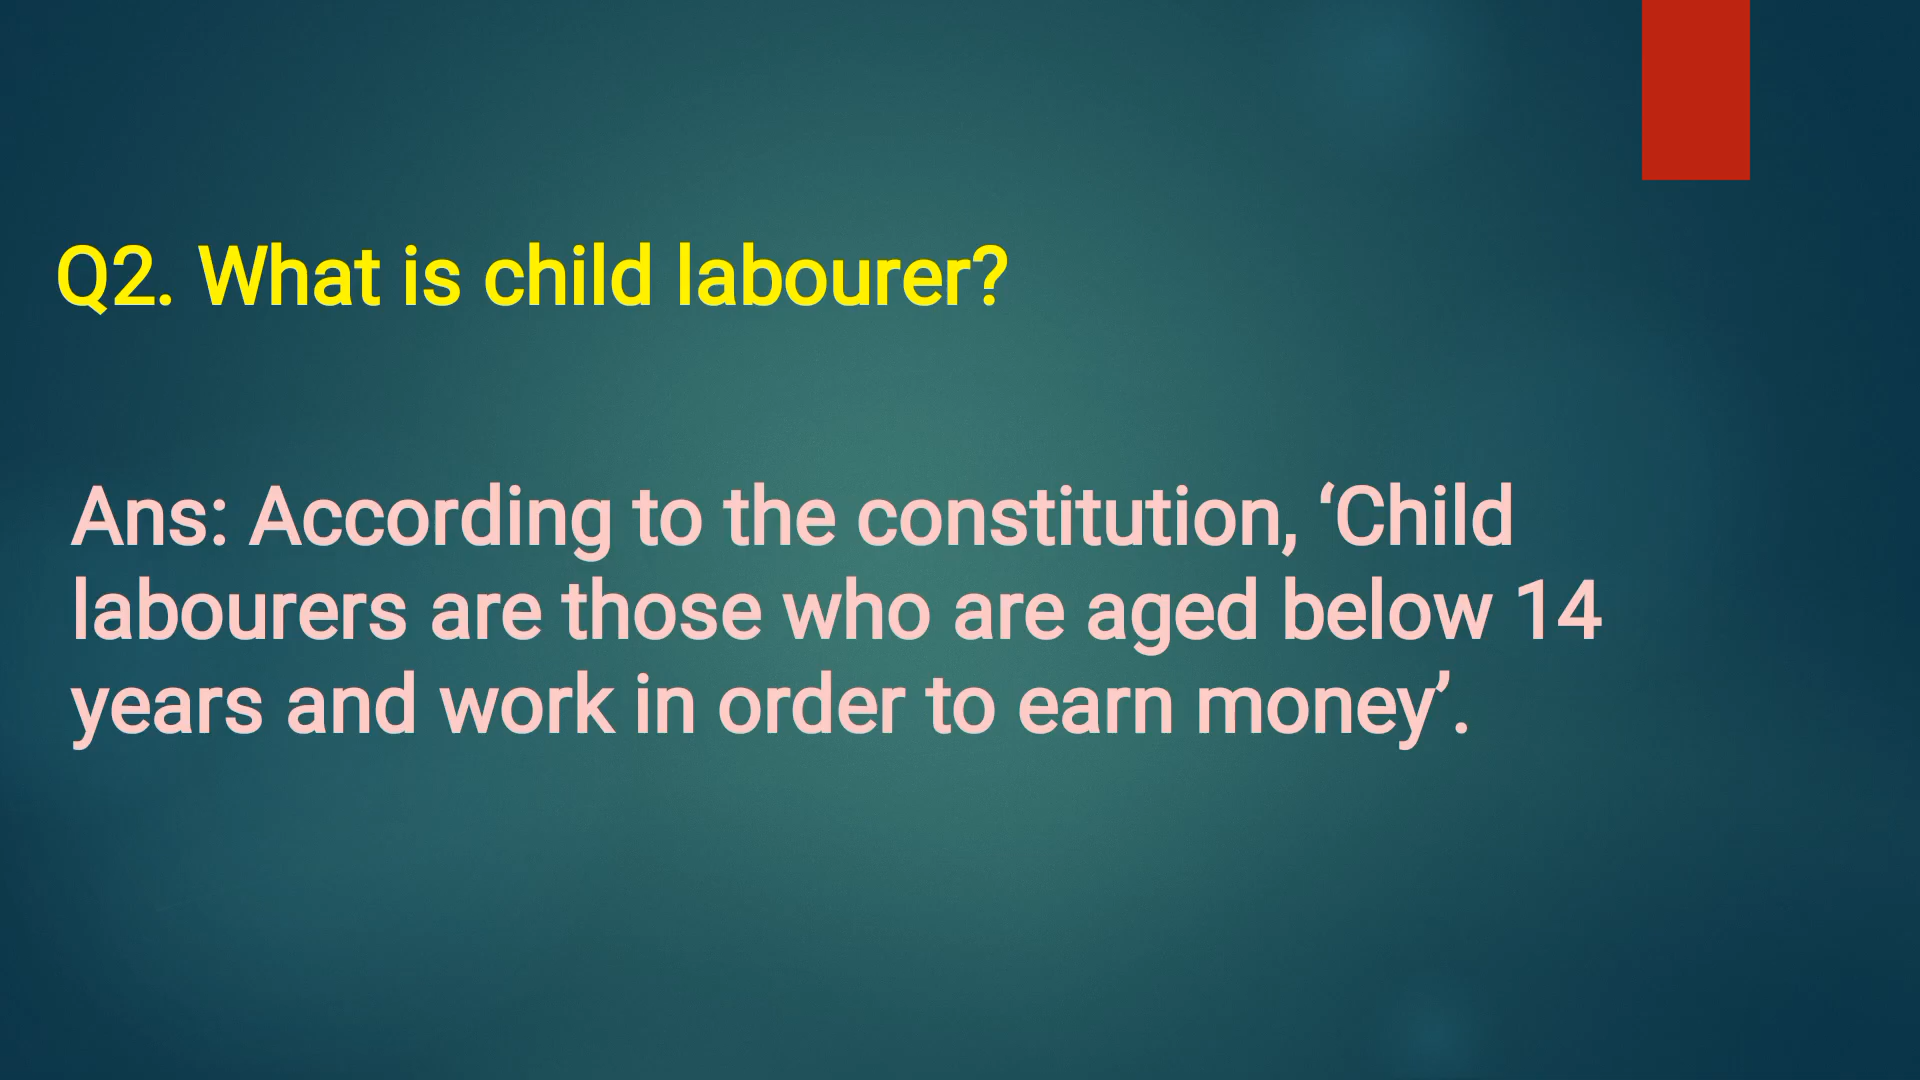 Q2. What is child labourer?
Ans: According to the constitution, ‘Child
labourers are those who are aged below 14
years and work in order to earn money’.